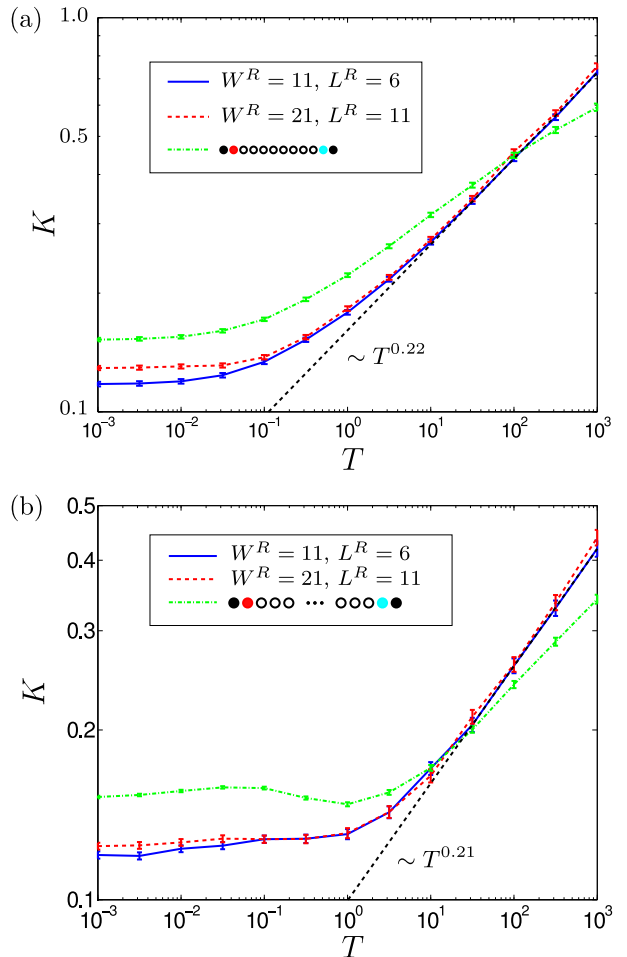 (a)
1.0
W^R = 11, L^R = 6
W^R = 21, L^R = 11
0.5
K
∼ T^0.22
0.1
10^−3 10^−2 10^−1 10^0 10^1 10^2 10^3
T
(b)
0.5
W^R = 11, L^R = 6
0.4
W^R = 21, L^R = 11
...
0.3
K
0.2
∼ T^0.21
0.1
10^−3 10^−2 10^−1 10^0 10^1 10^2 10^3
T